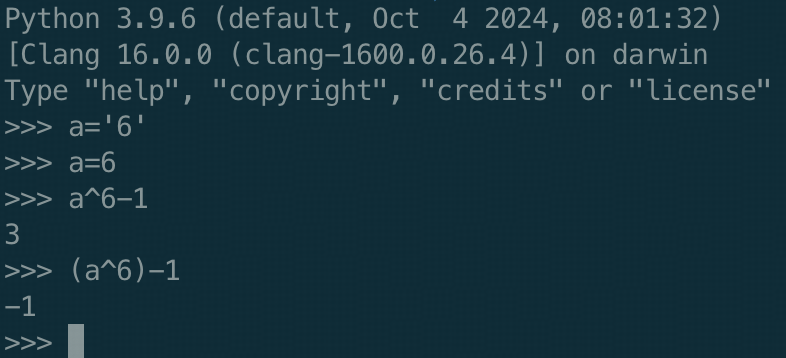 Python 3.9.6 (default, Oct  4 2024, 08:01:32)
[Clang 16.0.0 (clang-1600.0.26.4)] on darwin
Type "help", "copyright", "credits" or "license"
>>> a='6'
>>> a=6
>>> a^6-1
3
>>> (a^6)-1
-1
>>>